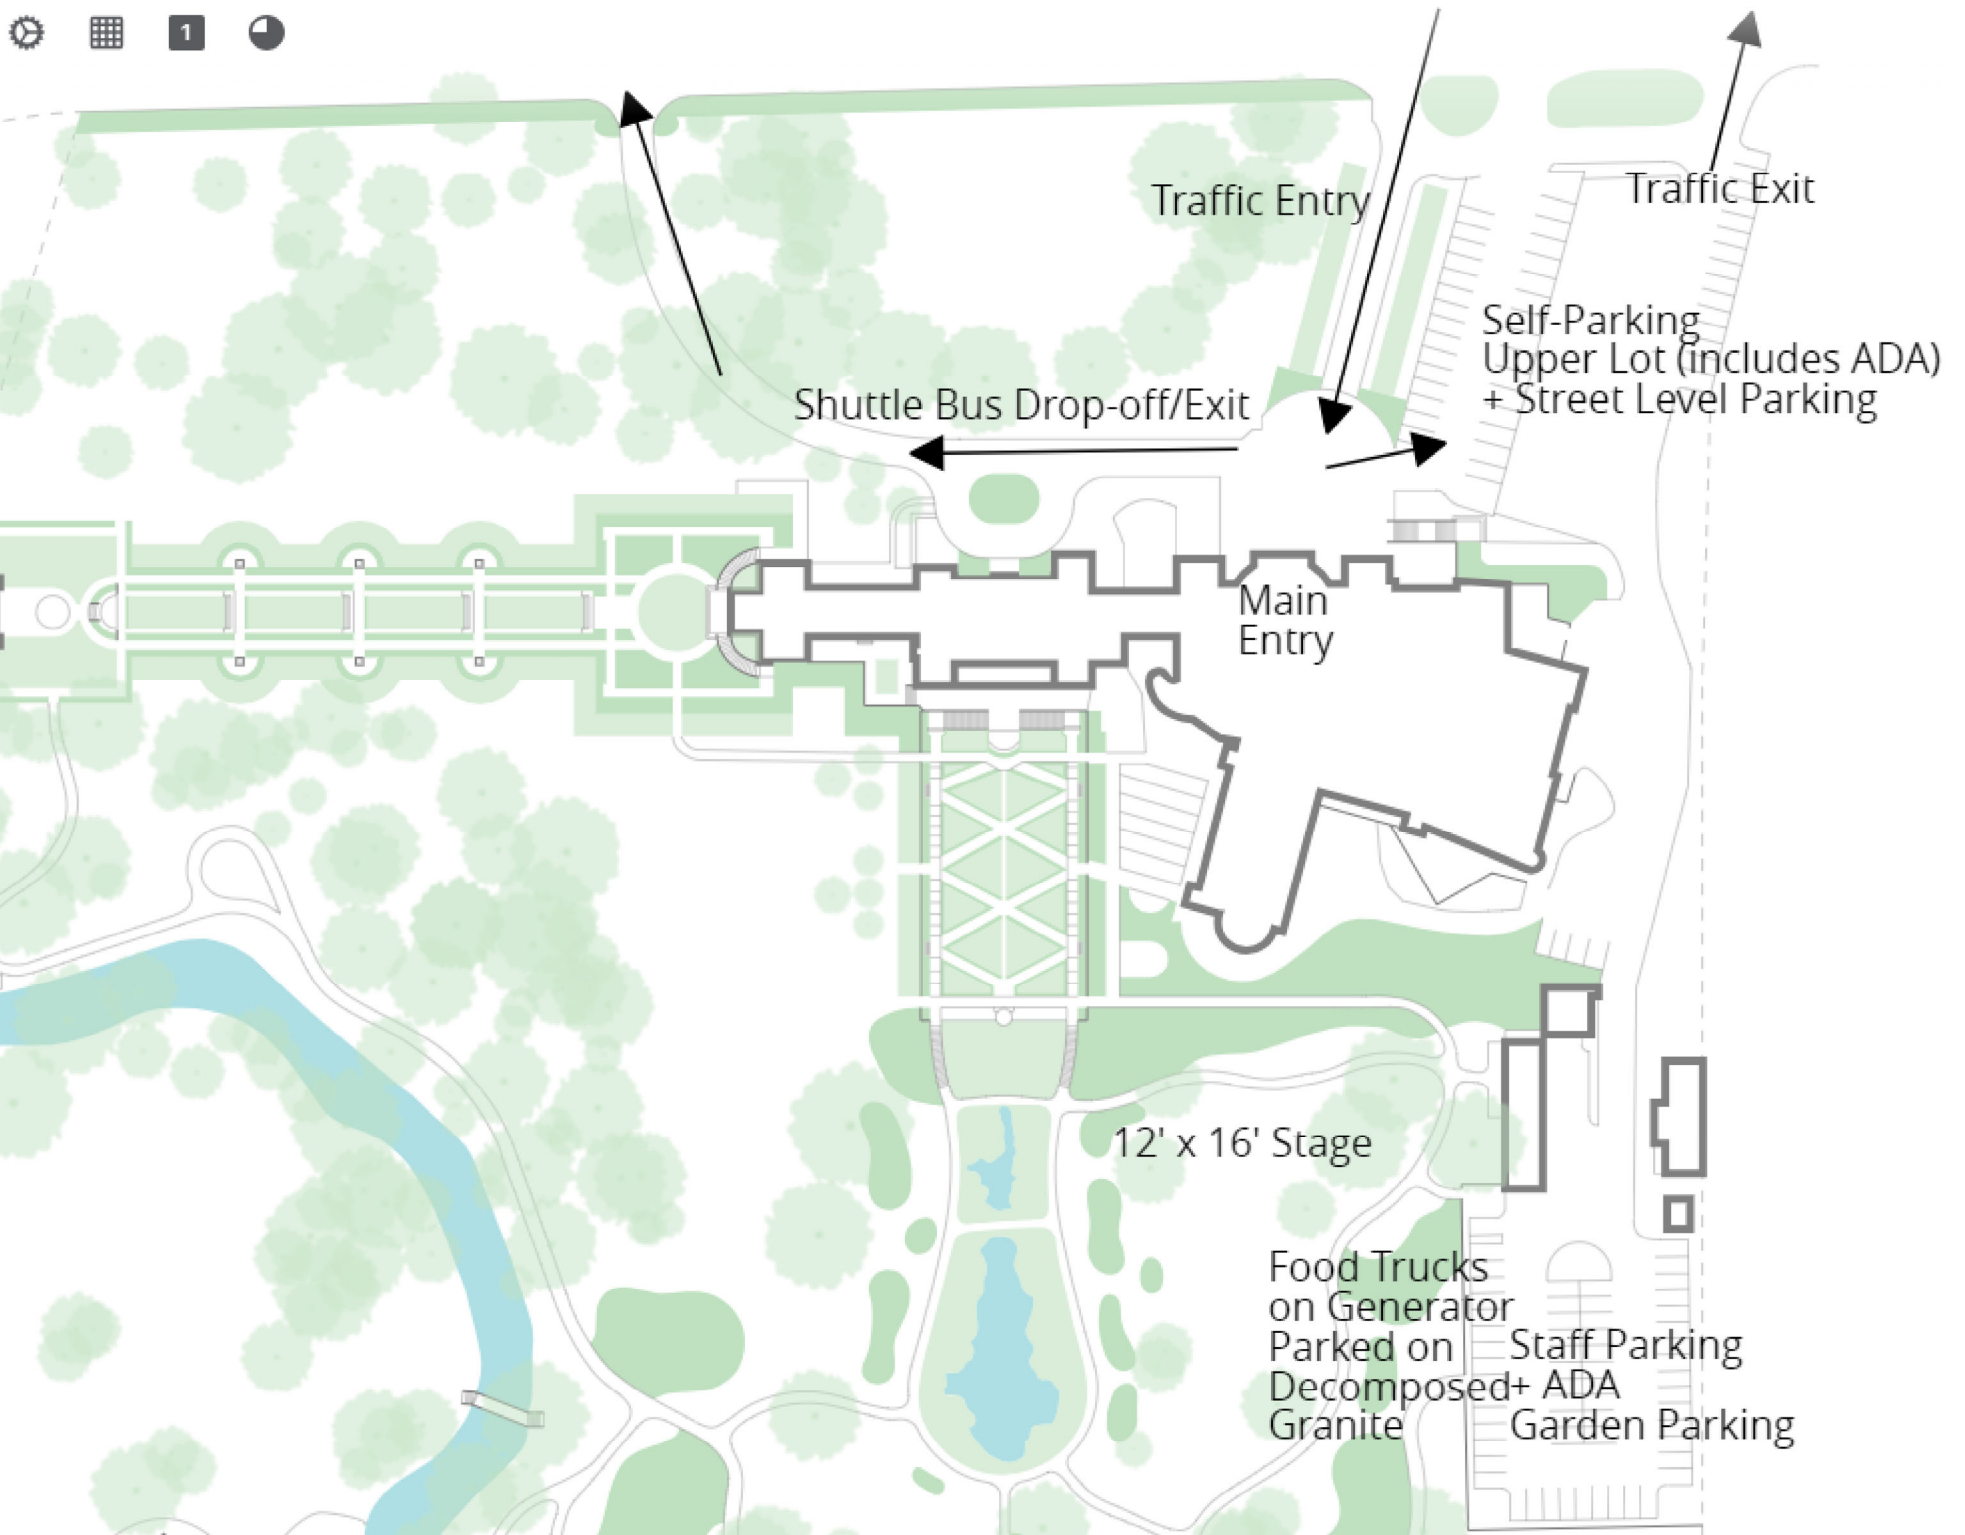 1
Traffic Entry
Traffic Exit
Self-Parking
Upper Lot (includes ADA)
+ Street Level Parking
Shuttle Bus Drop-off/Exit
Main
Entry
12' x 16' Stage
Food Trucks
on Generator
Parked on
Decomposed
Granite
Staff Parking
+ ADA
Garden Parking